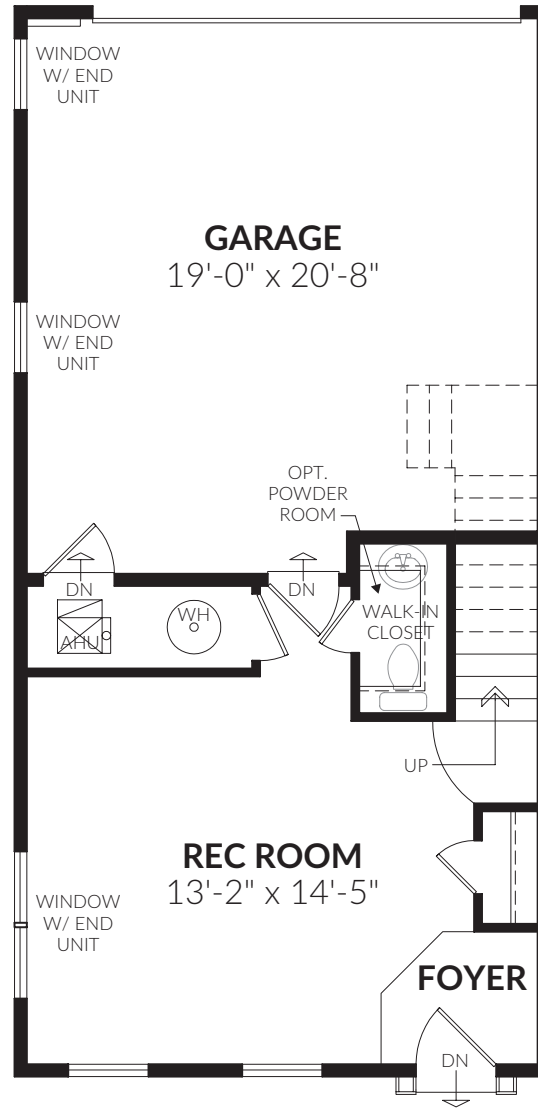 WINDOW
W/ END
UNIT
GARAGE
19'-0" x 20'-8"
WINDOW
W/ END
UNIT
OPT.
POWDER
ROOM
DN
DN
AHU
WH
WALK-IN
CLOSET
UP
REC ROOM
13'-2" x 14'-5"
WINDOW
W/ END
UNIT
FOYER
DN